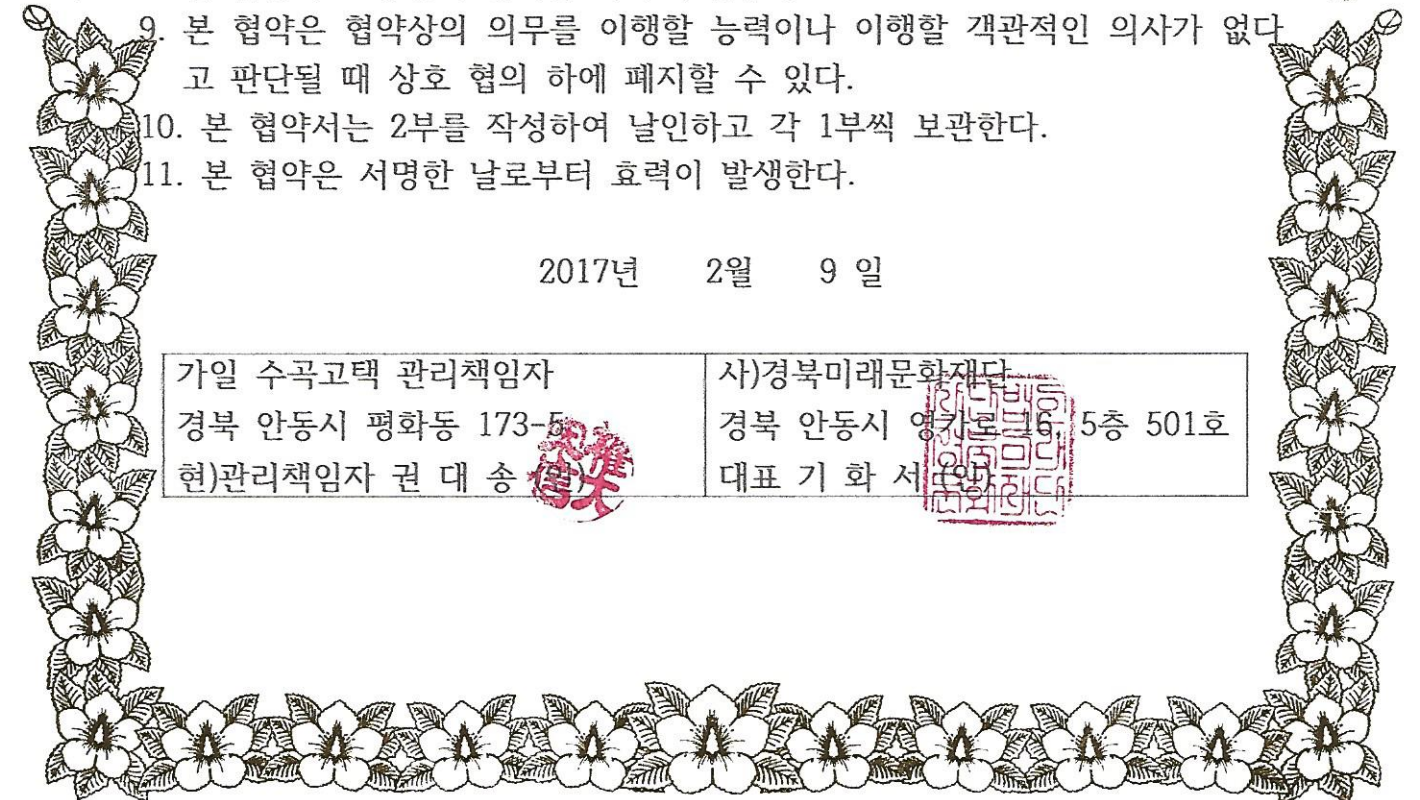 9. 본 협약은 협약상의 의무를 이행할 능력이나 이행할 객관적인 의사가 없다
고 판단될 때 상호 협의 하에 폐지할 수 있다.
10. 본 협약서는 2부를 작성하여 날인하고 각 1부씩 보관한다.
11. 본 협약은 서명한 날로부터 효력이 발생한다.
2017년 2월 9 일
가일 수곡고택 관리책임자
경북 안동시 평화동 173-5
현)관리책임자 권 대 송 (인)
사)경북미래문화재단
경북 안동시 영가로 16, 5층 501호
대표 기 화 서 (인)